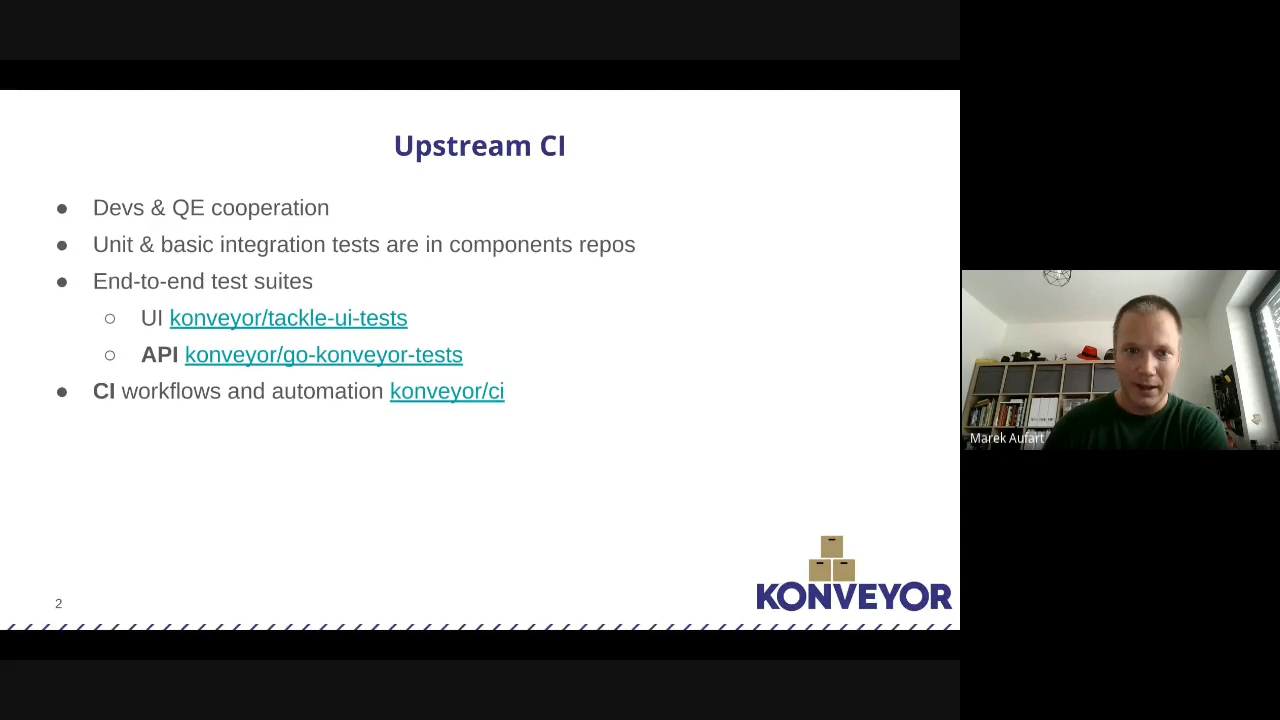 Upstream CI
● Devs & QE cooperation
● Unit & basic integration tests are in components repos
● End-to-end test suites
○ UI konveyor/tackle-ui-tests
○ API konveyor/go-konveyor-tests
● CI workflows and automation konveyor/ci
Marek Aufart
KONVEYOR
2